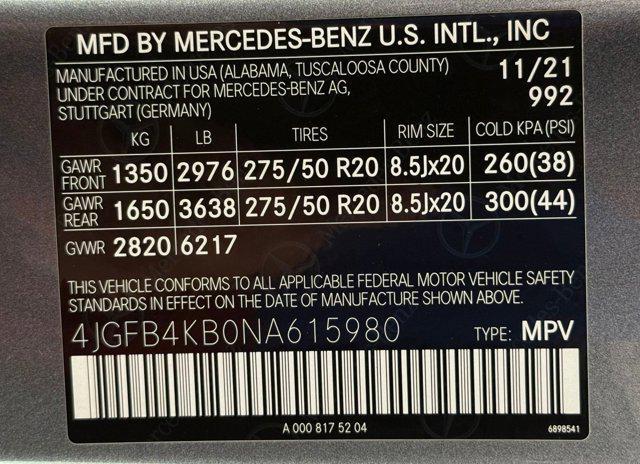 MFD BY MERCEDES-BENZ U.S. INTL., INC
MANUFACTURED IN USA (ALABAMA, TUSCALOOSA COUNTY) 11/21
UNDER CONTRACT FOR MERCEDES-BENZ AG, 992
STUTTGART (GERMANY)
KG LB TIRES RIM SIZE COLD KPA (PSI)
GAWR FRONT 1350 2976 275/50 R20 8.5Jx20 260(38)
GAWR REAR 1650 3638 275/50 R20 8.5Jx20 300(44)
GVWR 2820 6217
THIS VEHICLE CONFORMS TO ALL APPLICABLE FEDERAL MOTOR VEHICLE SAFETY
STANDARDS IN EFFECT ON THE DATE OF MANUFACTURE SHOWN ABOVE.
4JGFB4KB0NA615980 TYPE: MPV
A 000 817 52 04 6898541